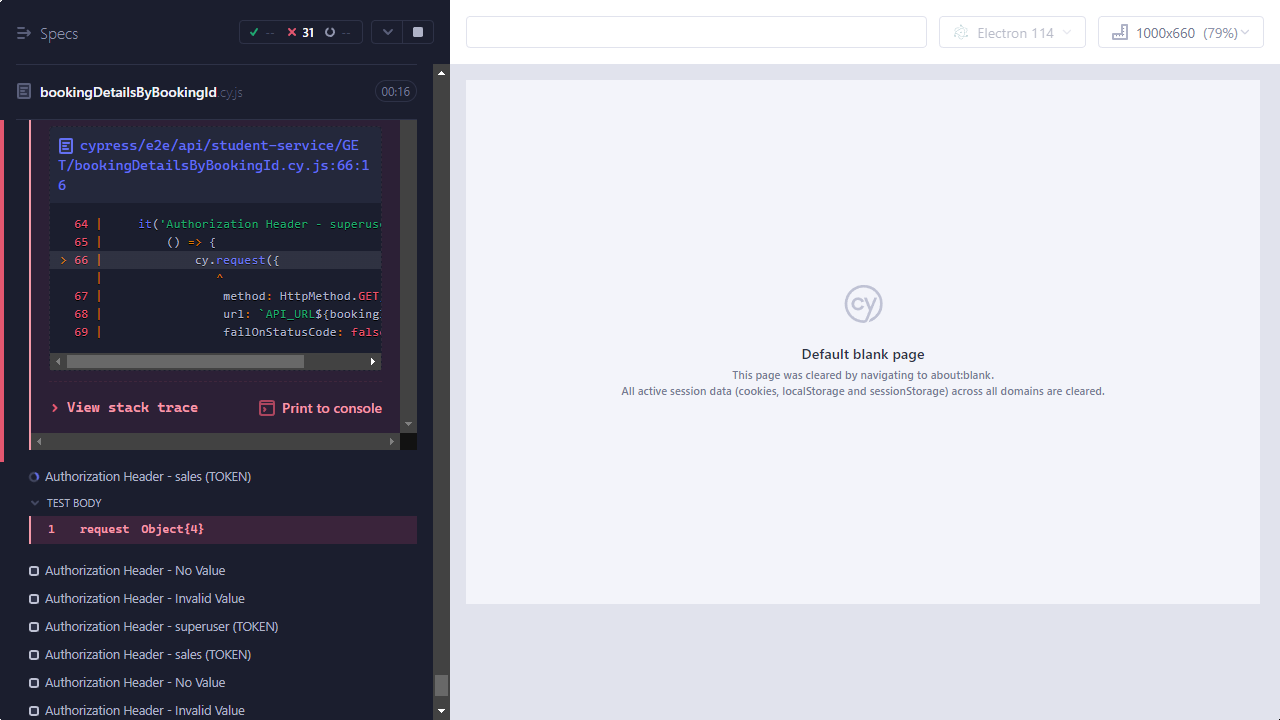 Specs
-- 31 --
Electron 114
1000x660 (79%)
bookingDetailsByBookingId.cy.js
00:16
cypress/e2e/api/student-service/GE
T/bookingDetailsByBookingId.cy.js:66:1
6
64 | it('Authorization Header - superuse
65 | () => {
> 66 | cy.request({
| ^
67 | method: HttpMethod.GET
68 | url: `API_URL${booking
69 | failOnStatusCode: false
> View stack trace
Print to console
Authorization Header - sales (TOKEN)
TEST BODY
1 request Object{4}
Authorization Header - No Value
Authorization Header - Invalid Value
Authorization Header - superuser (TOKEN)
Authorization Header - sales (TOKEN)
Authorization Header - No Value
Authorization Header - Invalid Value
cy
Default blank page
This page was cleared by navigating to about:blank.
All active session data (cookies, localStorage and sessionStorage) across all domains are cleared.